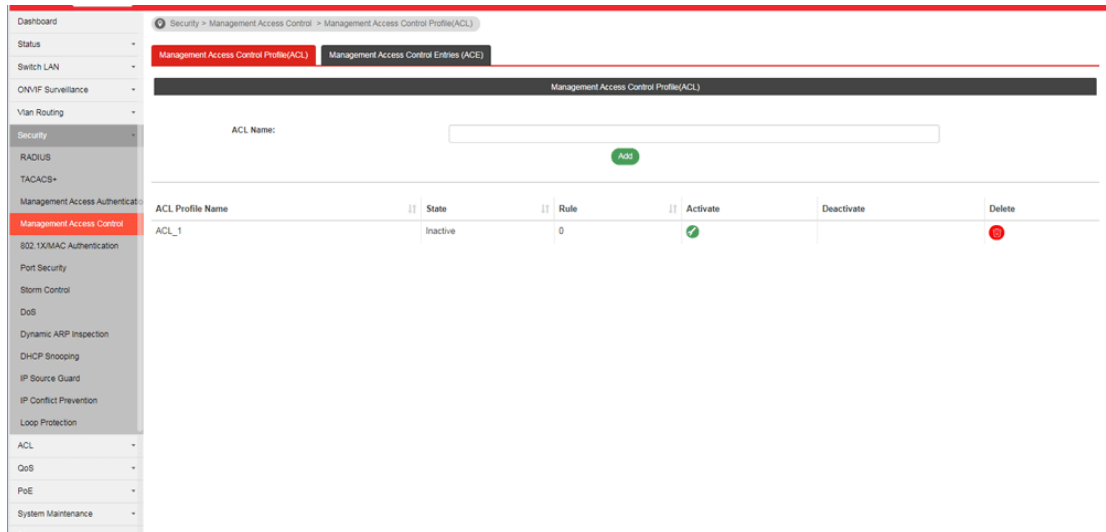 Dashboard
Status
Switch LAN
ONVIF Surveillance
Vlan Routing
Security
RADIUS
TACACS+
Management Access Authenticatio
Management Access Control
802.1X/MAC Authentication
Port Security
Storm Control
DoS
Dynamic ARP Inspection
DHCP Snooping
IP Source Guard
IP Conflict Prevention
Loop Protection
ACL
QoS
PoE
System Maintenance
Security > Management Access Control > Management Access Control Profile(ACL)
Management Access Control Profile(ACL) Management Access Control Entries (ACE)
Management Access Control Profile(ACL)
ACL Name:
Add
ACL Profile Name State Rule Activate Deactivate Delete
ACL_1 Inactive 0